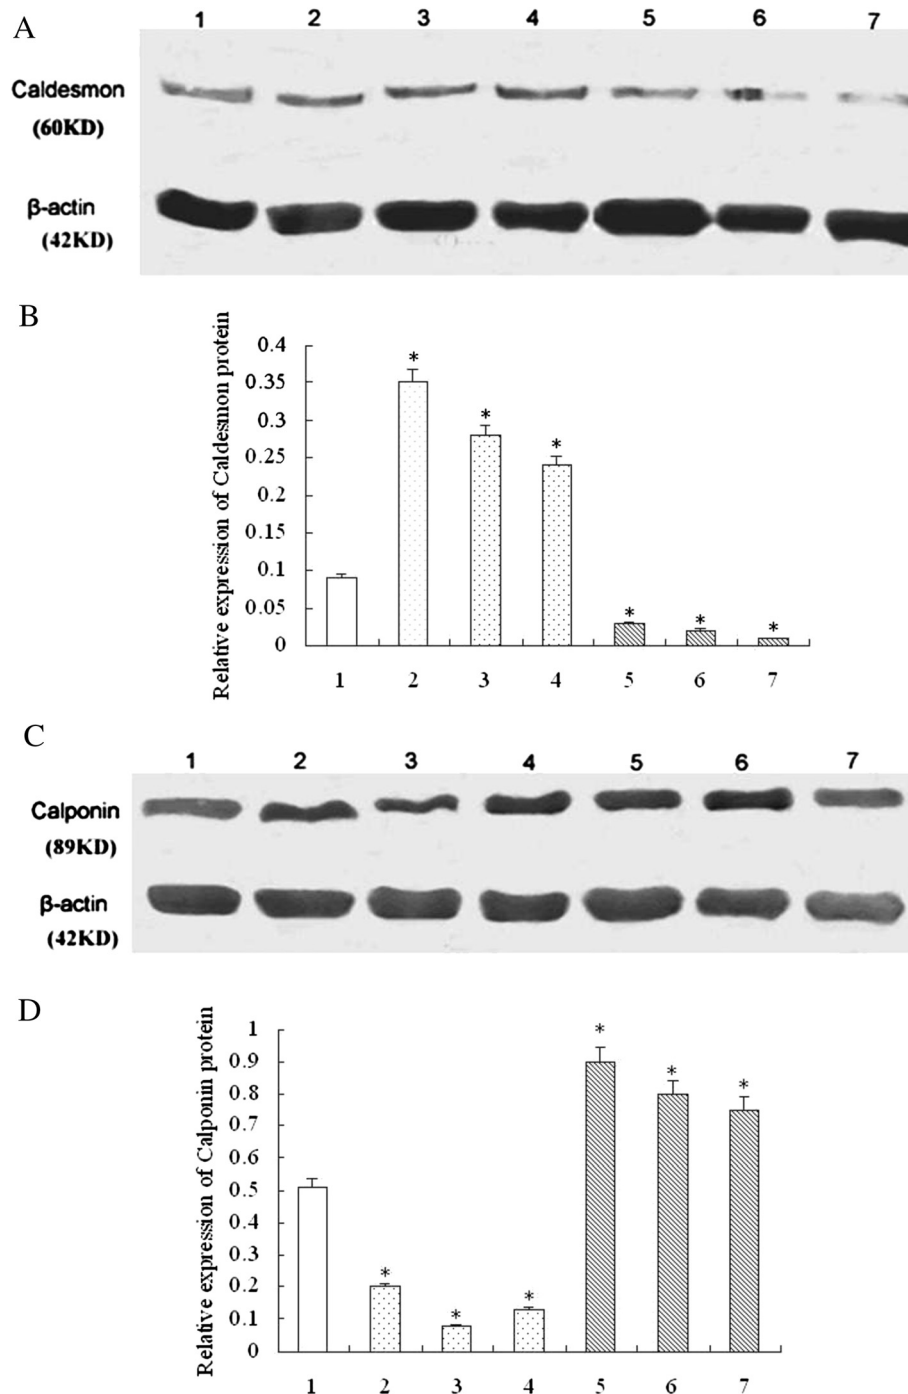 A
1 2 3 4 5 6 7
Caldesmon
(60KD)
β-actin
(42KD)
B
Relative expression of Caldesmon protein
0.4
0.35
0.3
0.25
0.2
0.15
0.1
0.05
0
* * * * * *
1 2 3 4 5 6 7
C
1 2 3 4 5 6 7
Calponin
(89KD)
β-actin
(42KD)
D
Relative expression of Calponin protein
1
0.9
0.8
0.7
0.6
0.5
0.4
0.3
0.2
0.1
0
* * * * * *
1 2 3 4 5 6 7